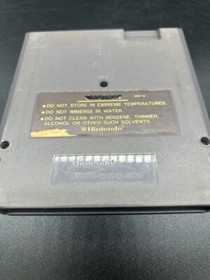 ● DO NOT STORE IN EXTREME TEMPERATURES.
● DO NOT IMMERSE IN WATER.
● DO NOT CLEAN WITH BENZENE, THINNER,
ALCOHOL OR OTHER SUCH SOLVENTS.
Nintendo